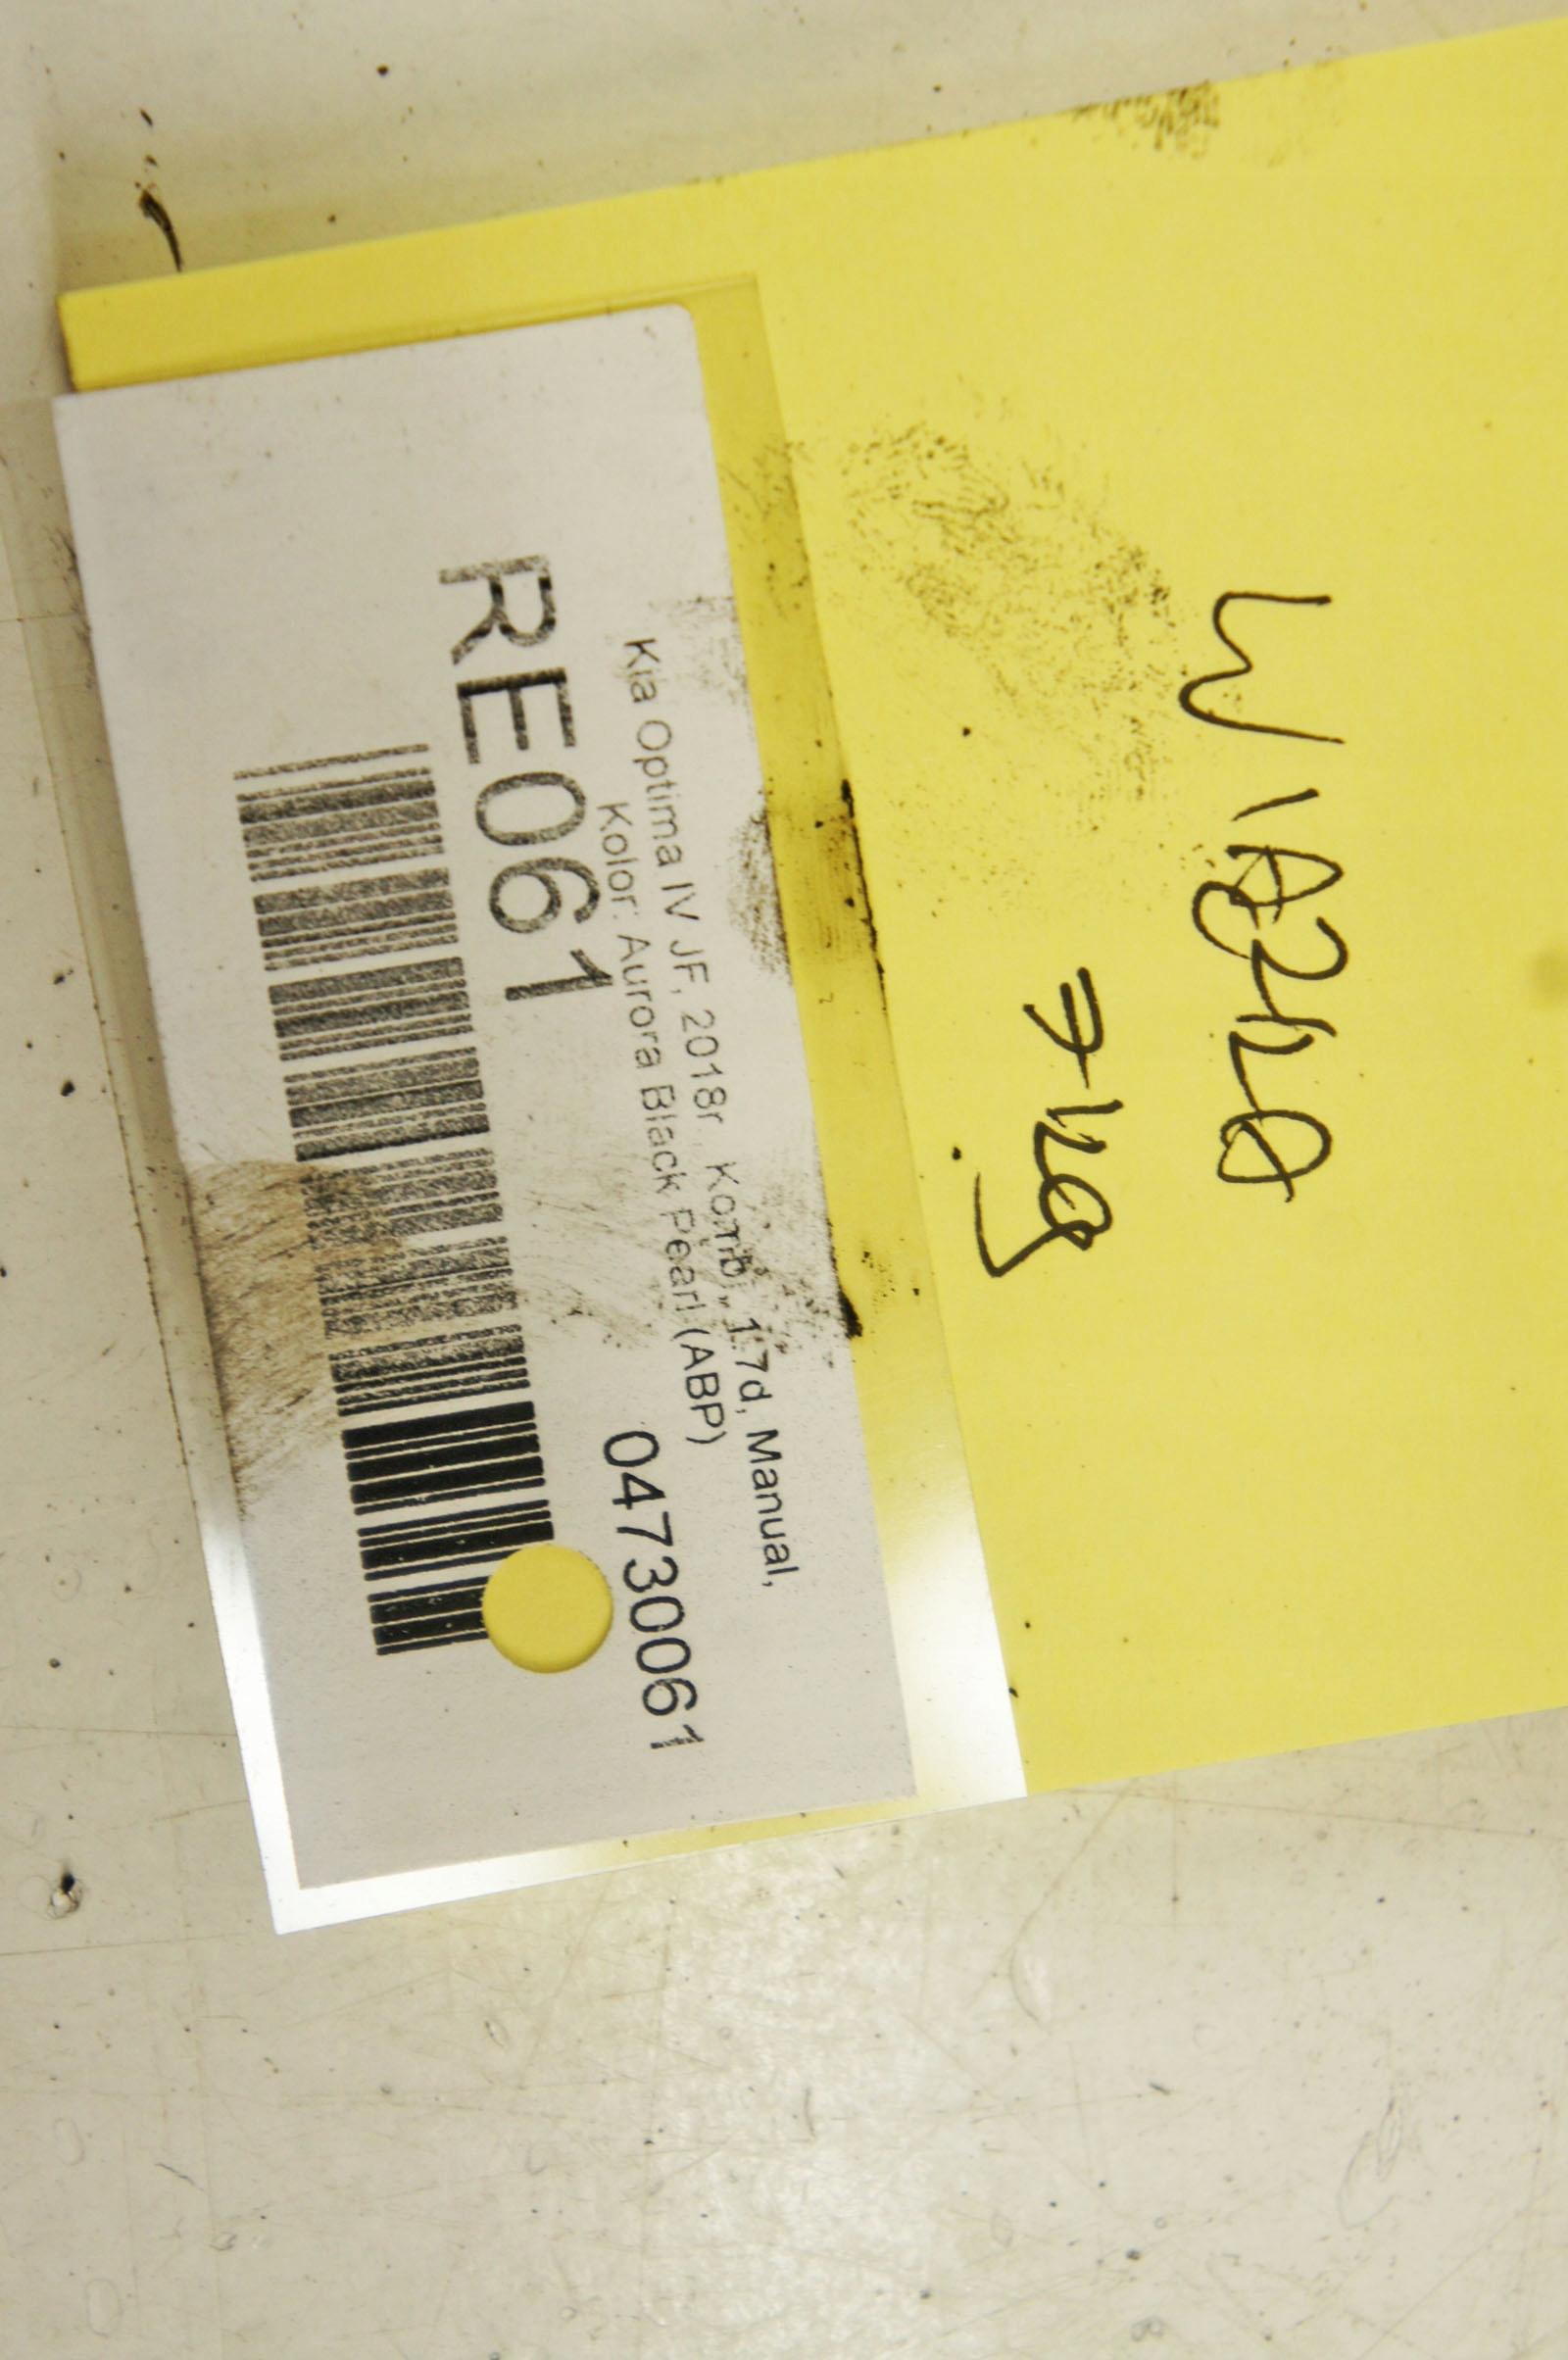 Kia Optima IV JF, 2018r, Kombi, 1.7d, Manual,
Kolor: Aurora Black Pearl (ABP)
RE061
04730061